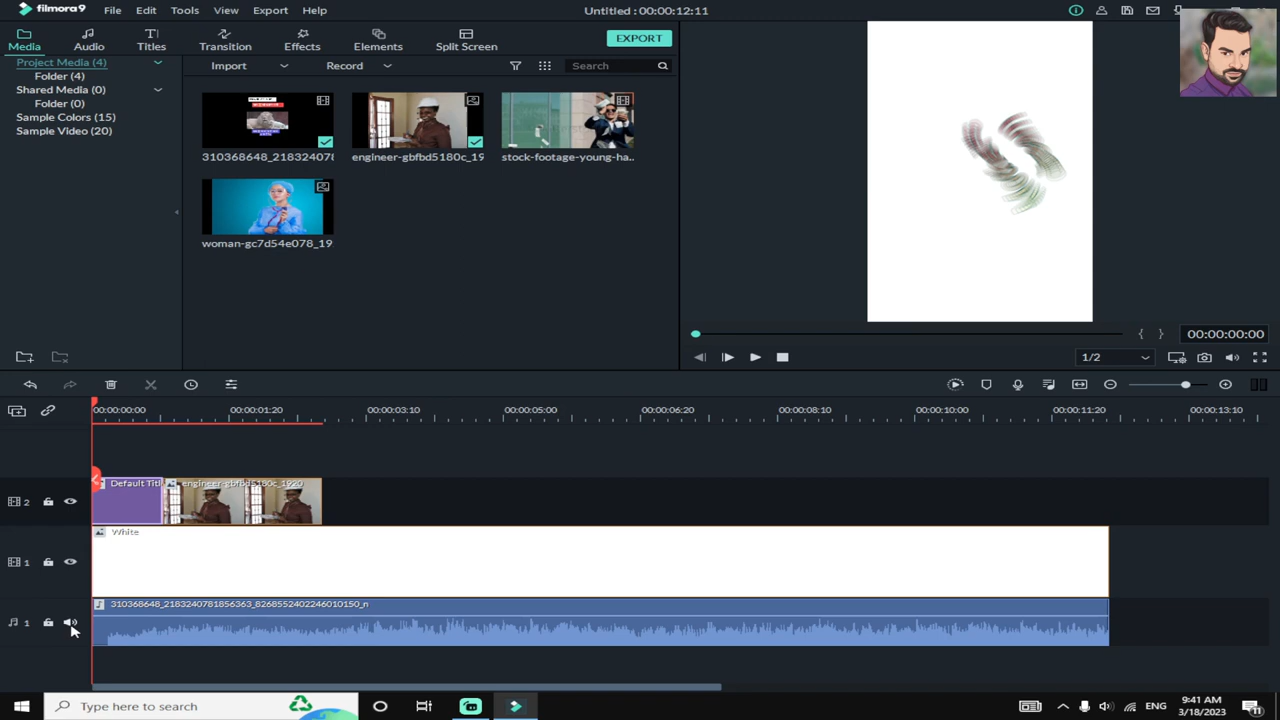 filmora9 File Edit Tools View Export Help Untitled : 00:00:12:11
Media Audio Titles Transition Effects Elements Split Screen EXPORT
Project Media (4)
Folder (4)
Shared Media (0)
Folder (0)
Sample Colors (15)
Sample Video (20)
Import Record Search
310368648_218324078 engineer-gbfbd5180c_19 stock-footage-young-ha...
woman-gc7d54e078_19
00:00:00:00
1/2
00:00:00:00 00:00:01:20 00:00:03:10 00:00:05:00 00:00:06:20 00:00:08:10 00:00:10:00 00:00:11:20 00:00:13:10
2 Default Titl engineer-gbfbd5180c_1920
1 White
1 310368648_2183240781856363_8268552402246010150_n
Type here to search
ENG
9:41 AM
3/18/2023
11